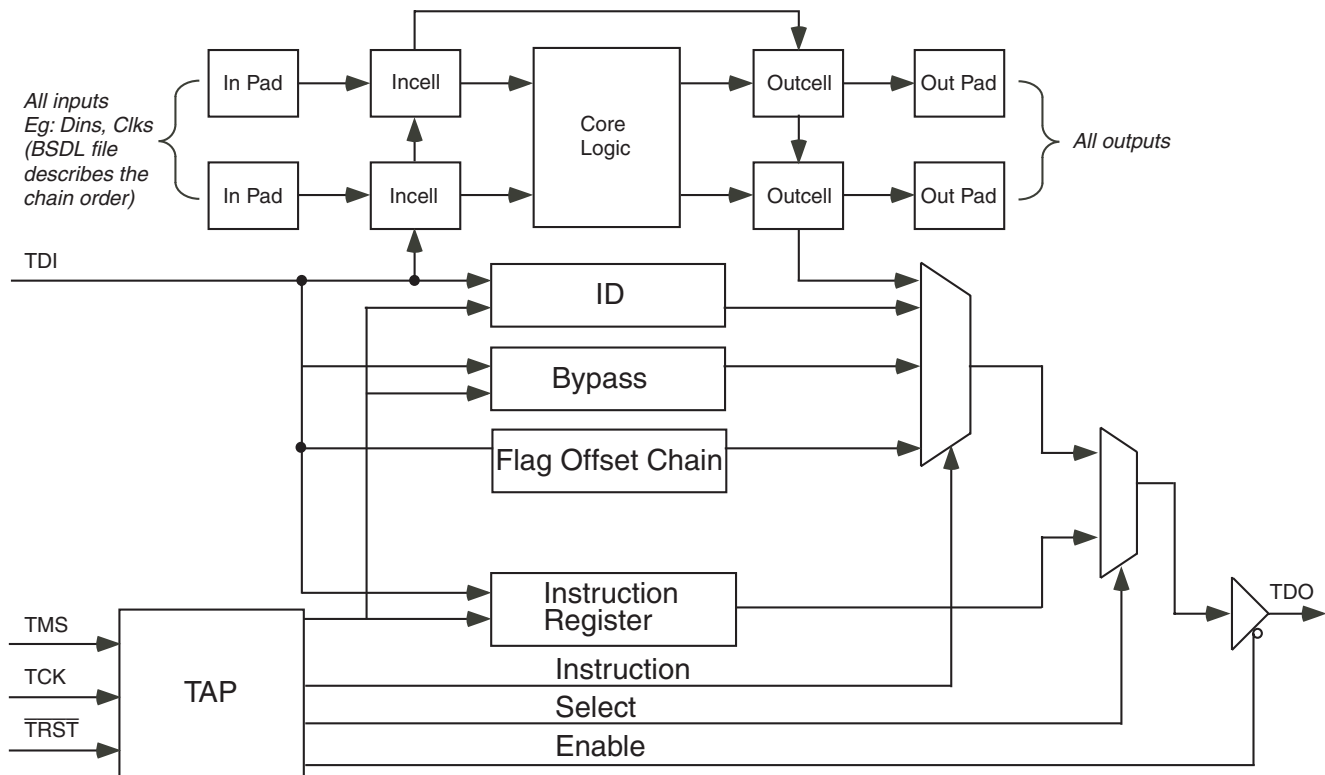 All inputs
Eg: Dins, Clks
(BSDL file
describes the
chain order)
In Pad
Incell
Core
Logic
Outcell
Out Pad
In Pad
Incell
Outcell
Out Pad
All outputs
TDI
ID
Bypass
Flag Offset Chain
Instruction
Register
TMS
TCK
TRST
TAP
Instruction
Select
Enable
TDO